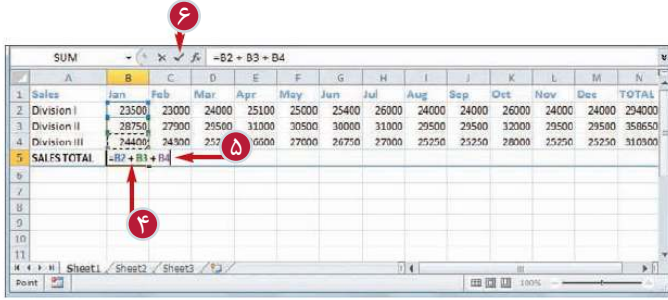 ۶
SUM =B2 + B3 + B4
A B C D E F G H I J K L M N
1 Sales Jan Feb Mar Apr May Jun Jul Aug Sep Oct Nov Dec TOTAL
2 Division I 23500 23000 24000 25100 25000 25400 26000 24000 24000 26000 24000 24000 294000
3 Division II 28750 27900 29500 31000 30500 30000 31000 29500 29500 32000 29500 29500 358650
4 Division III 24400 24300 6600 27000 26750 27000 25250 25250 28000 25250 25250 310300
5 SALES TOTAL =B2 + B3 + B4 ۵
6
7
8 ۴
9
10
11
Sheet1 Sheet2 Sheet3
Point 100%